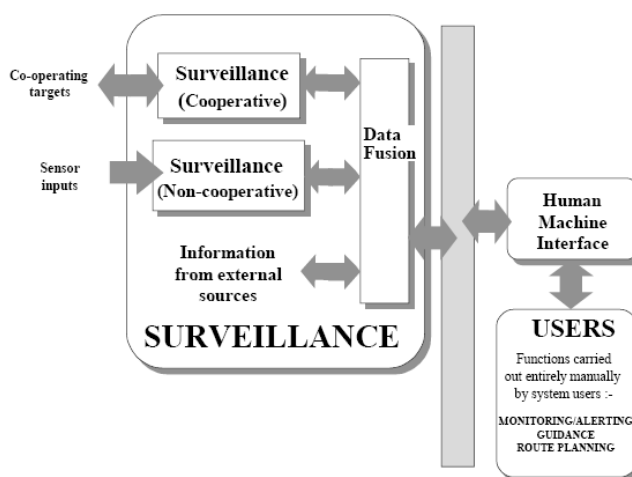 Co-operating
targets
Surveillance
(Cooperative)
Sensor
inputs
Surveillance
(Non-cooperative)
Information
from external
sources
Data
Fusion
SURVEILLANCE
Human
Machine
Interface
USERS
Functions carried
out entirely manually
by system users :-
MONITORING/ALERTING
GUIDANCE
ROUTE PLANNING